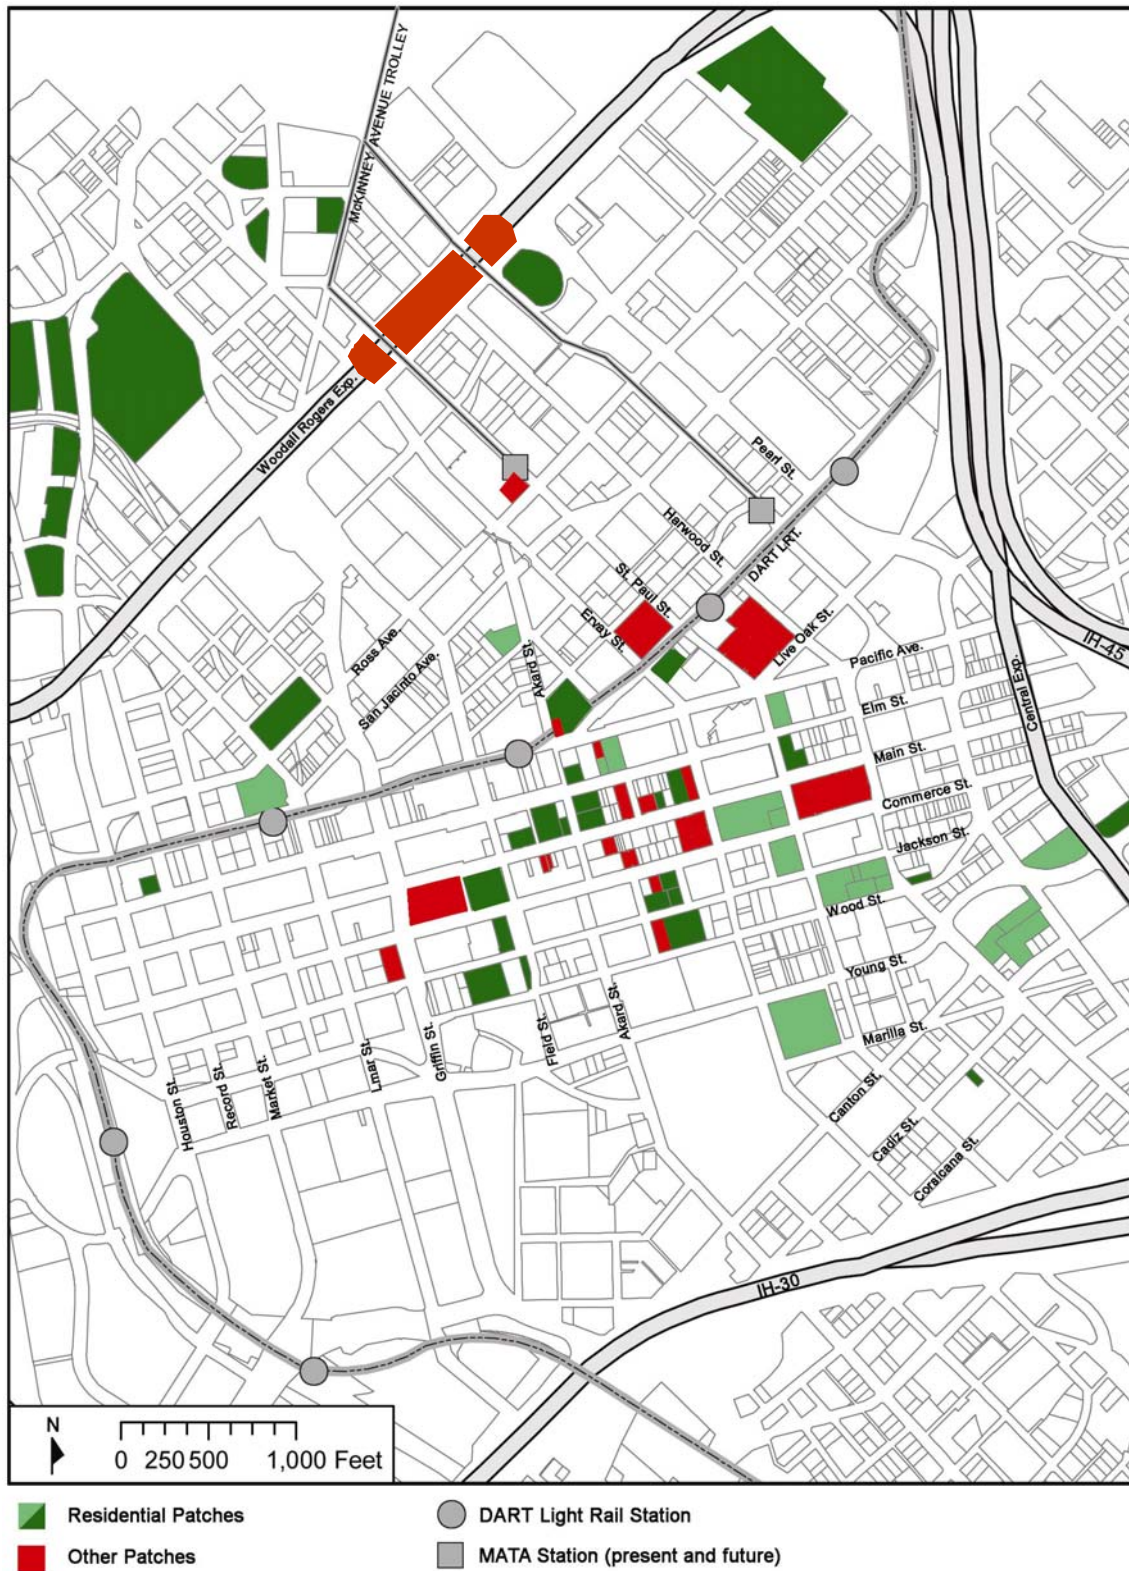 McKINNEY AVENUE TROLLEY
Woodall Rogers Exp.
Pearl St.
Harwood St.
DART LRT.
St. Paul St.
Ervay St.
Live Oak St.
Ross Ave.
San Jacinto Ave.
Akard St.
Pacific Ave.
IH-45
Central Exp.
Elm St.
Main St.
Commerce St.
Jackson St.
Wood St.
Young St.
Marilla St.
Houston St.
Record St.
Market St.
Lmar St.
Griffin St.
Field St.
Akard St.
Canton St.
Cadiz St.
Corsicana St.
IH-30
N
0 250 500 1,000 Feet
Residential Patches
DART Light Rail Station
Other Patches
MATA Station (present and future)